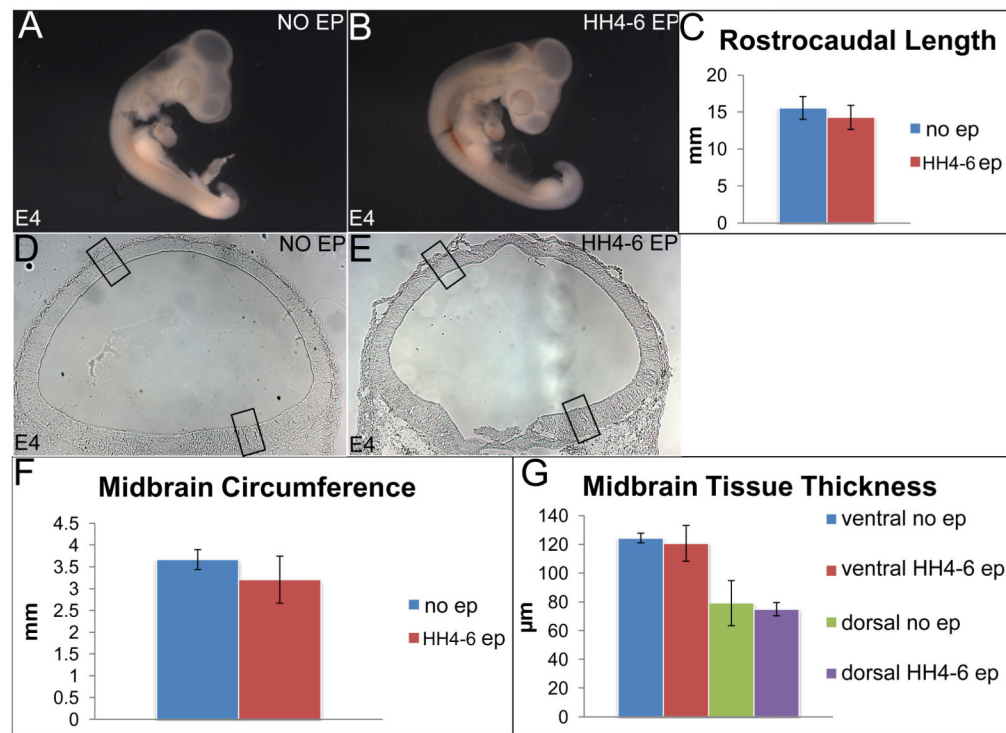 A
NO EP
E4
B
HH4-6 EP
C
Rostrocaudal Length
20
15
10
5
0
mm
no ep
HH4-6 ep
D
NO EP
E4
E
HH4-6 EP
E4
F
Midbrain Circumference
4.5
4
3.5
3
2.5
2
1.5
1
0.5
0
mm
no ep
HH4-6 ep
G
Midbrain Tissue Thickness
140
120
100
80
60
40
20
0
µm
ventral no ep
ventral HH4-6 ep
dorsal no ep
dorsal HH4-6 ep